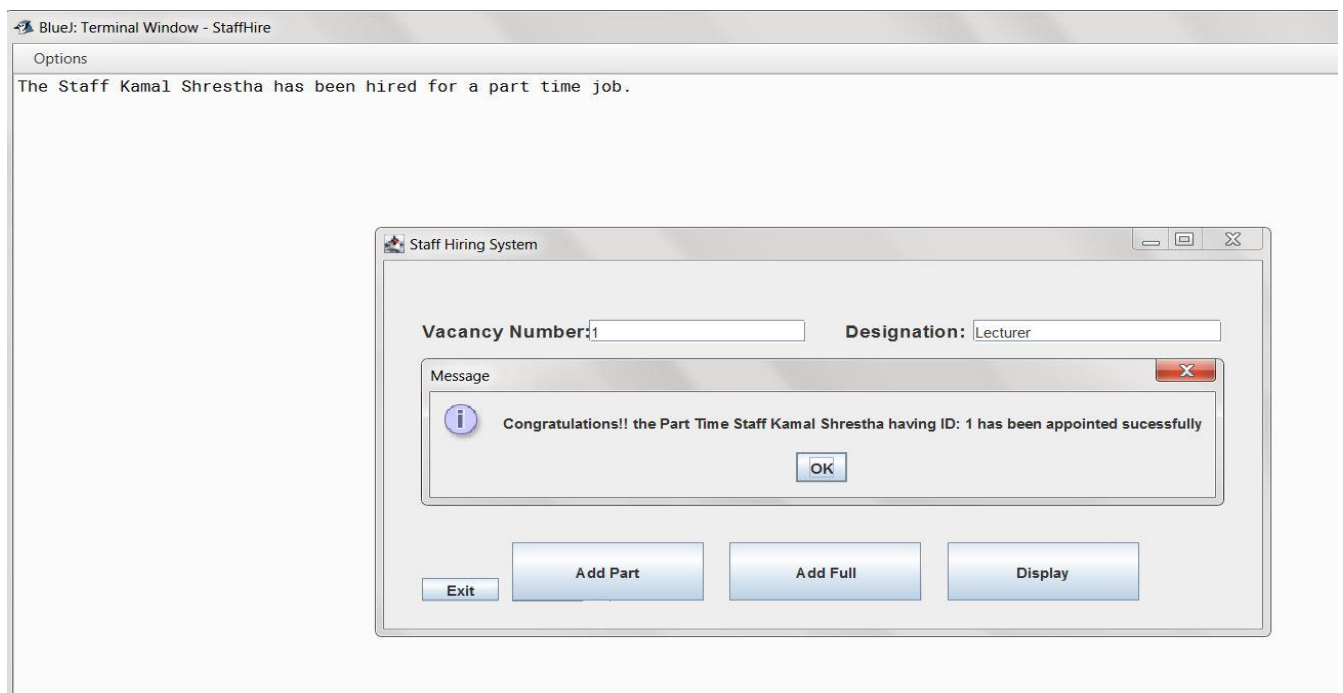 BlueJ: Terminal Window - StaffHire
Options
The Staff Kamal Shrestha has been hired for a part time job.
Staff Hiring System
Vacancy Number: 1 Designation: Lecturer
Message
Congratulations!! the Part Time Staff Kamal Shrestha having ID: 1 has been appointed sucessfully
OK
Add Part Add Full Display
Exit